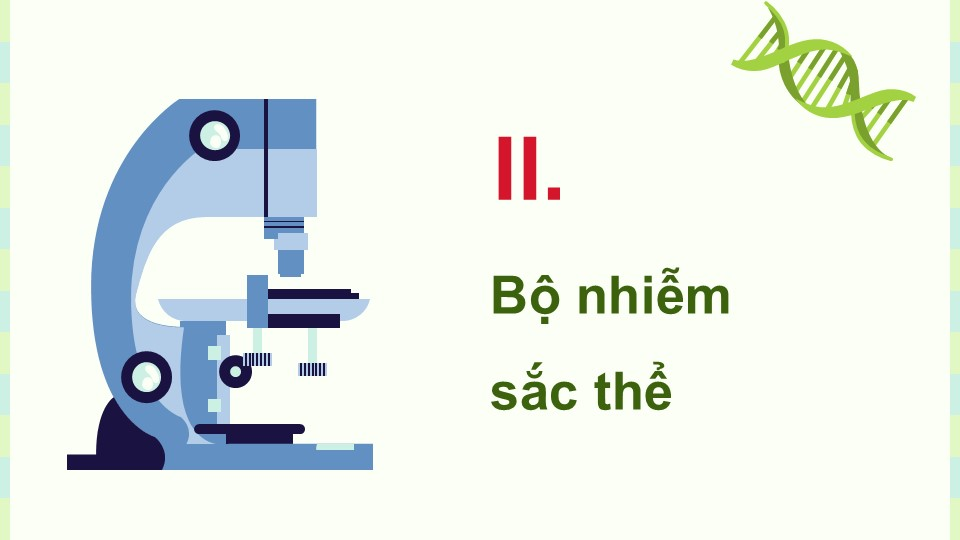 II.
Bộ nhiễm
sắc thể